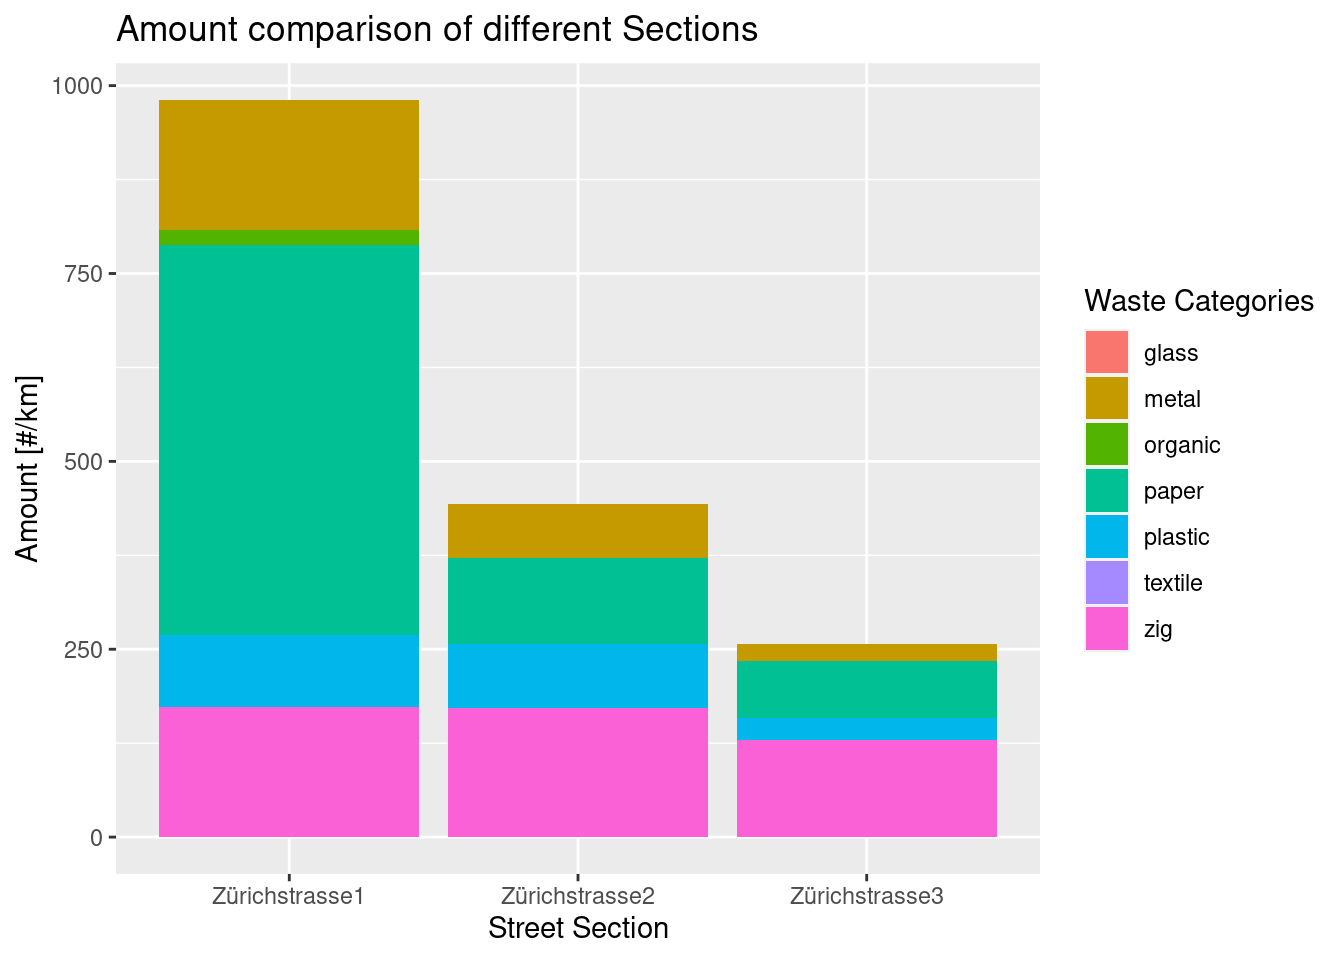 Amount comparison of different Sections
1000
750
500
250
0
Amount [#/km]
Zürichstrasse1
Zürichstrasse2
Zürichstrasse3
Street Section
Waste Categories
glass
metal
organic
paper
plastic
textile
zig